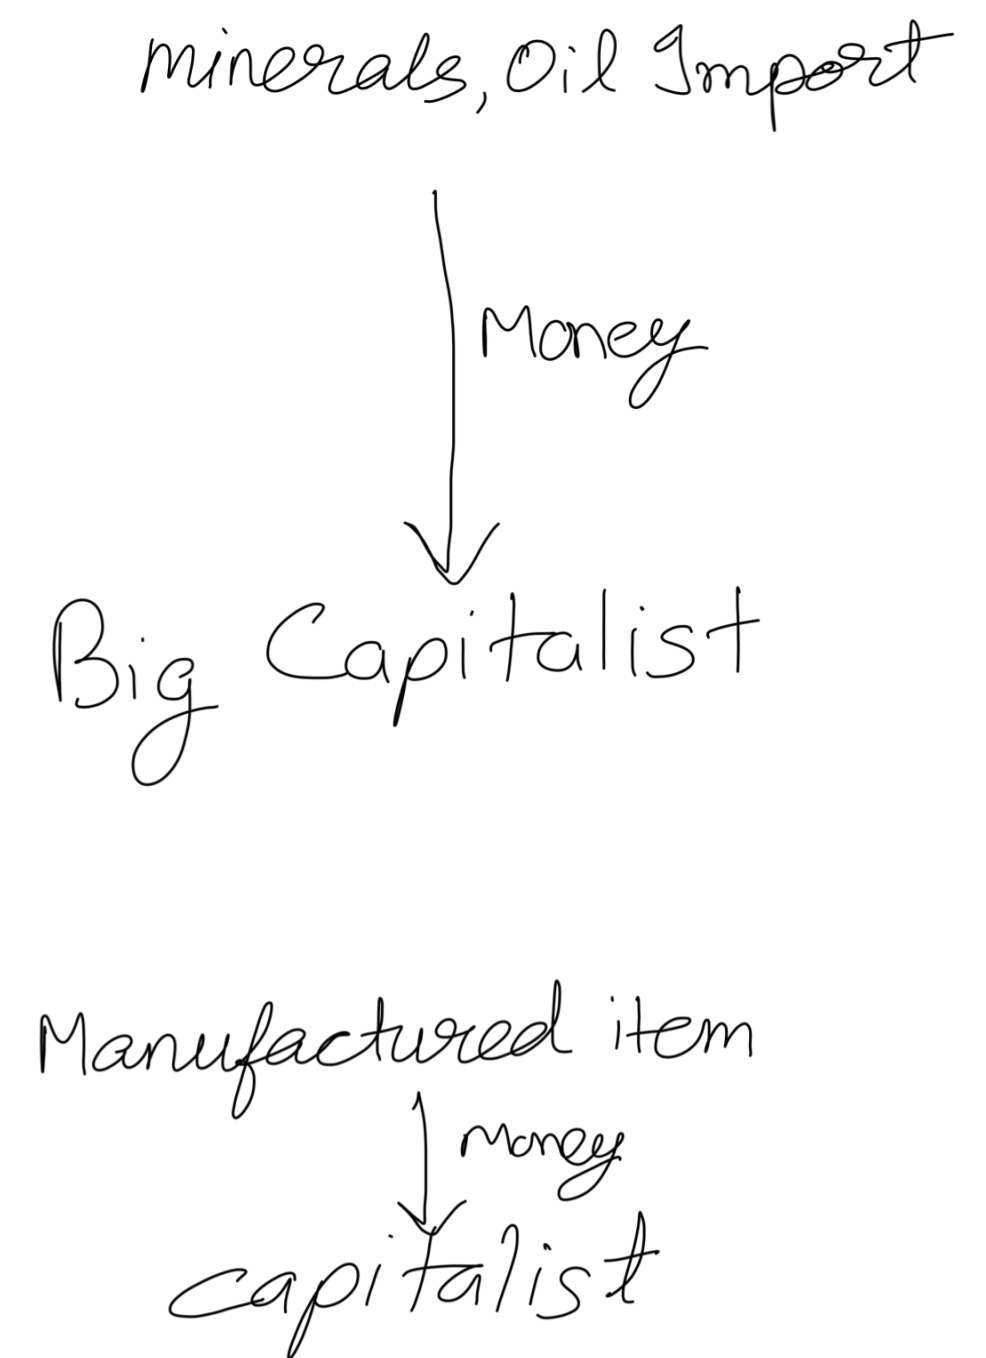 minerals, Oil Import
Money
Big Capitalist
Manufactured item
Money
capitalist